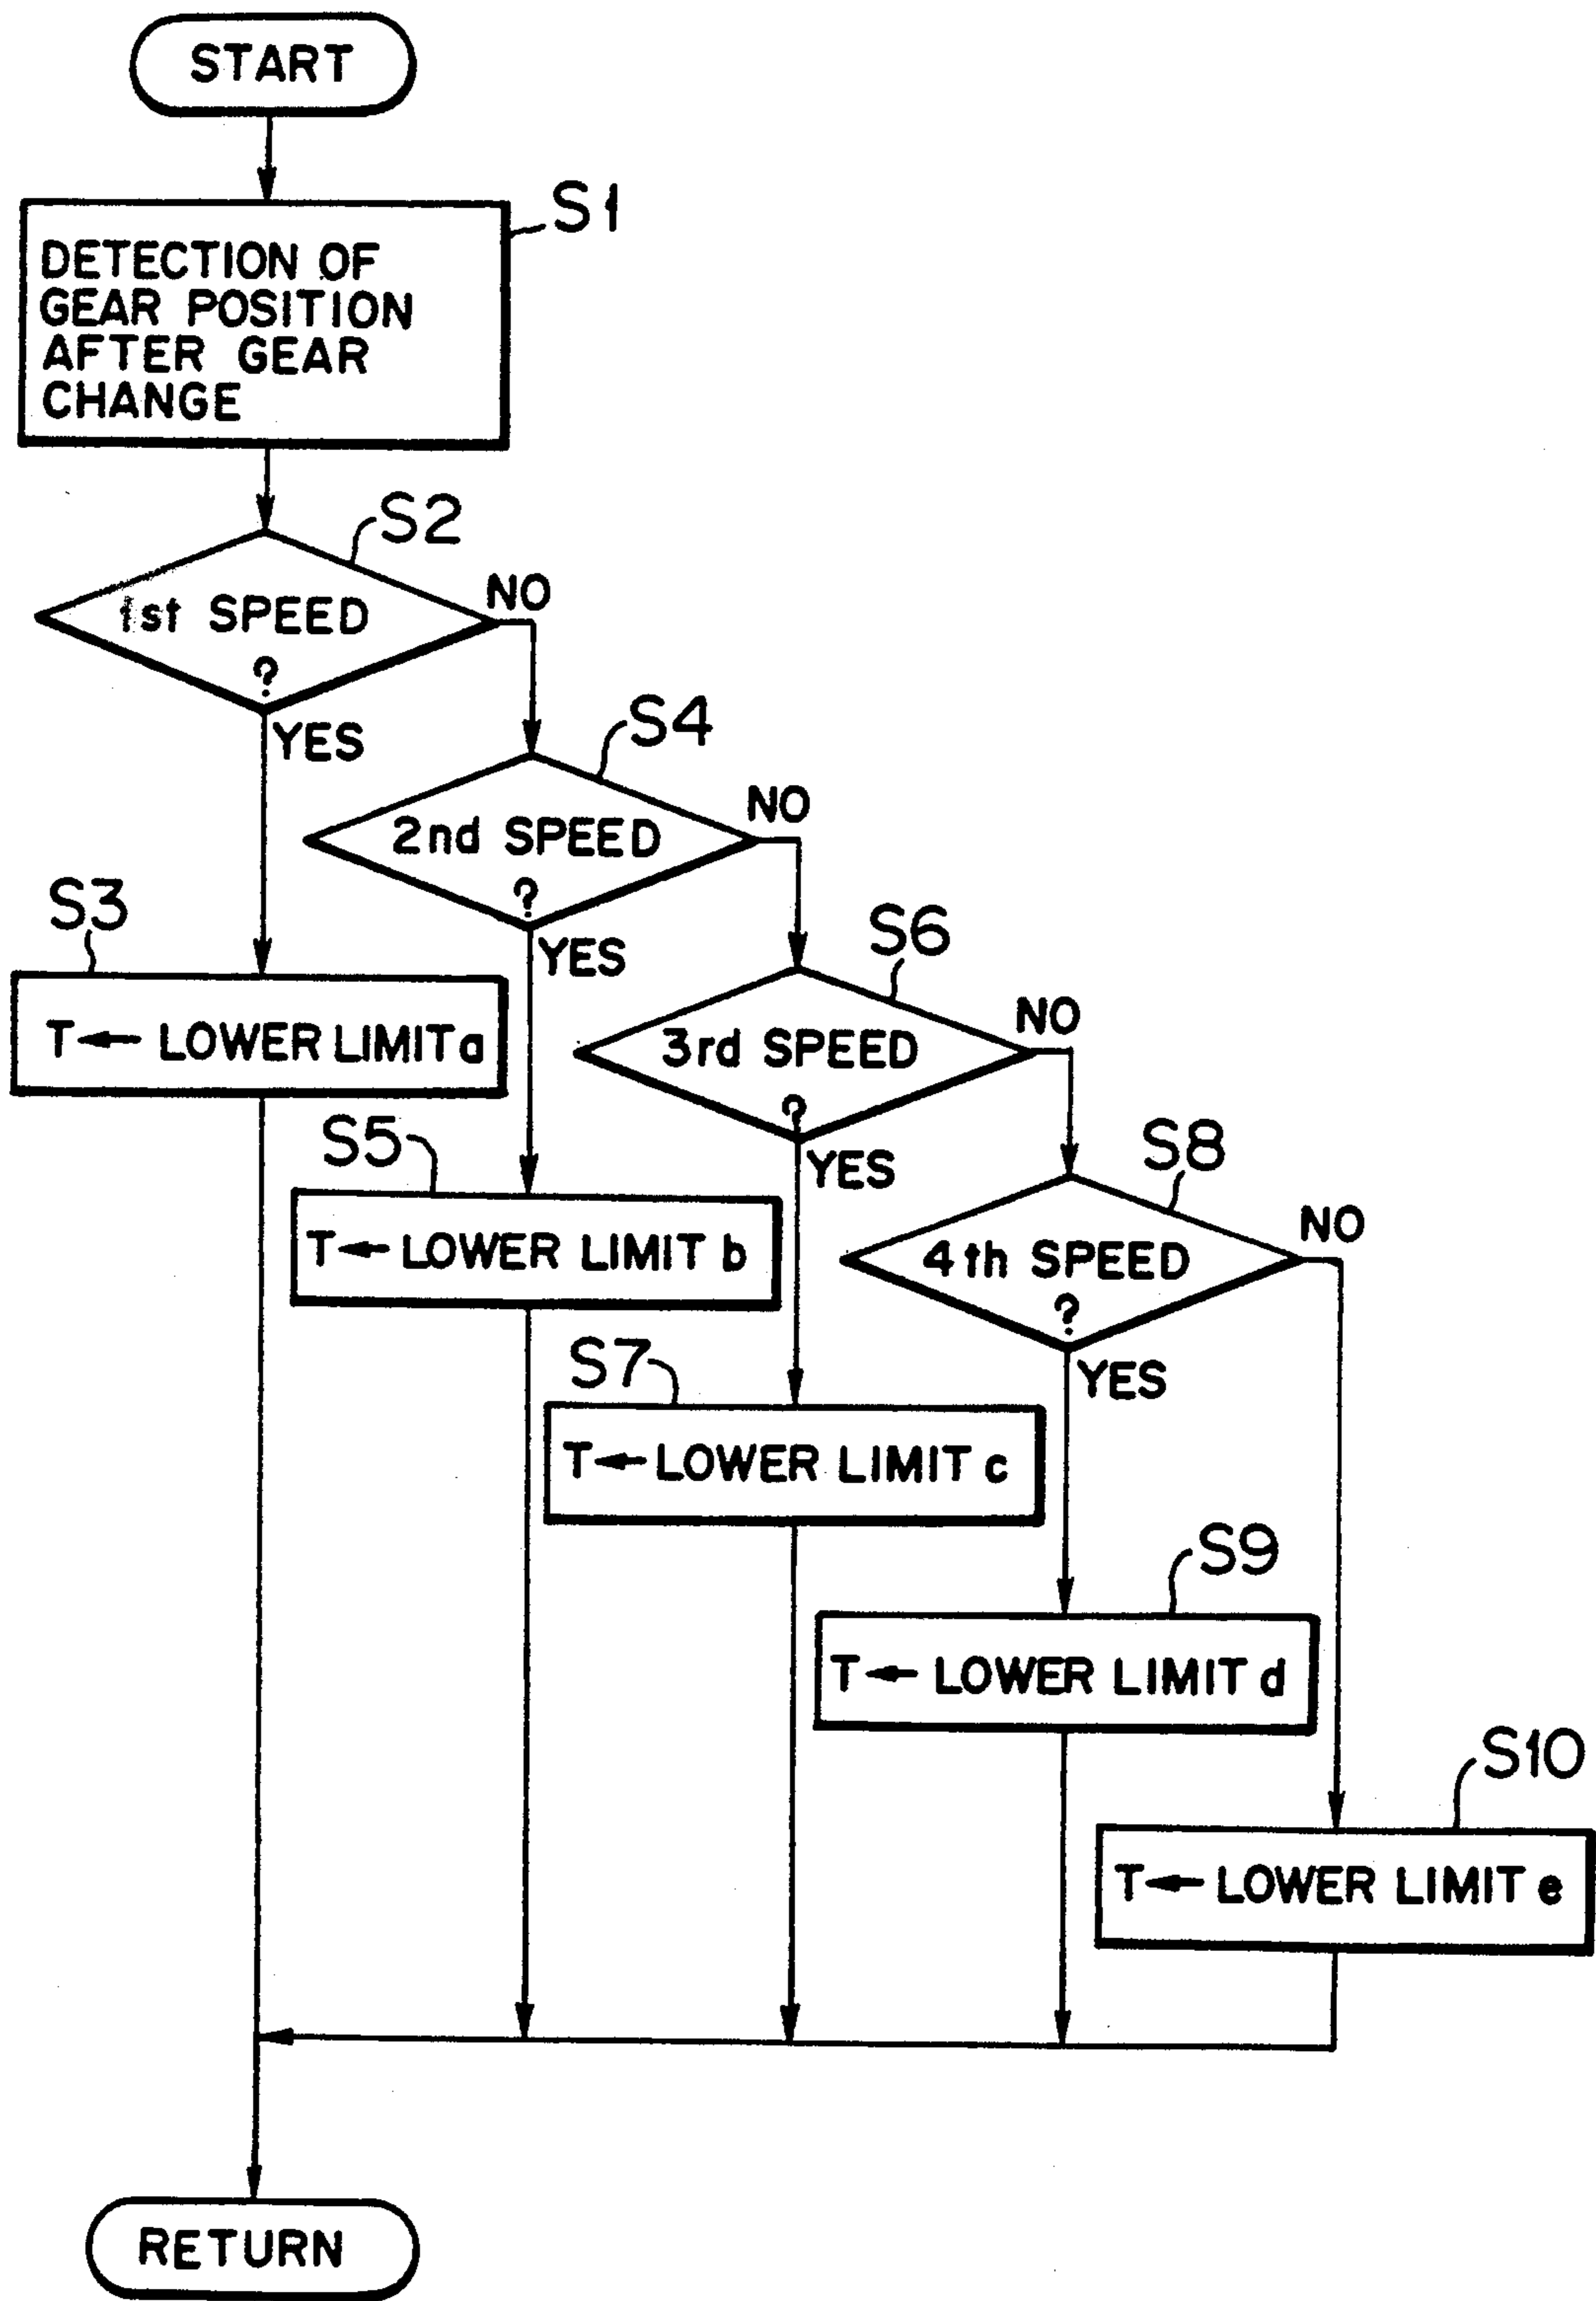 START
S1
DETECTION OF
GEAR POSITION
AFTER GEAR
CHANGE
S2
1st SPEED
?
NO
YES
S4
2nd SPEED
?
NO
YES
S3
T ← LOWER LIMIT a
S6
3rd SPEED
?
NO
YES
S5
T ← LOWER LIMIT b
S8
4th SPEED
?
NO
YES
S7
T ← LOWER LIMIT c
S9
T ← LOWER LIMIT d
S10
T ← LOWER LIMIT e
RETURN